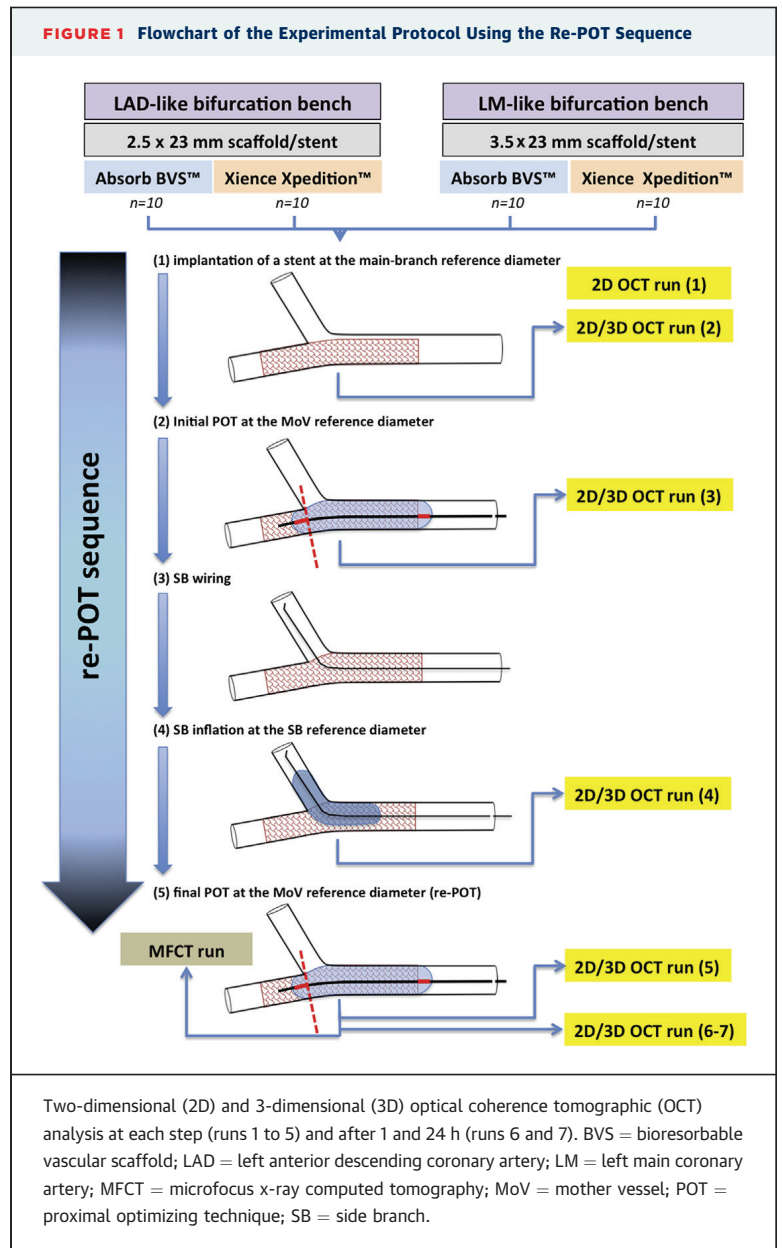 FIGURE 1 Flowchart of the Experimental Protocol Using the Re-POT Sequence
LAD-like bifurcation bench
LM-like bifurcation bench
2.5 x 23 mm scaffold/stent
3.5 x 23 mm scaffold/stent
Absorb BVS™
Xience Xpedition™
Absorb BVS™
Xience Xpedition™
n=10
n=10
n=10
n=10
re-POT sequence
(1) implantation of a stent at the main-branch reference diameter
2D OCT run (1)
2D/3D OCT run (2)
(2) Initial POT at the MoV reference diameter
2D/3D OCT run (3)
(3) SB wiring
(4) SB inflation at the SB reference diameter
2D/3D OCT run (4)
(5) final POT at the MoV reference diameter (re-POT)
MFCT run
2D/3D OCT run (5)
2D/3D OCT run (6-7)
Two-dimensional (2D) and 3-dimensional (3D) optical coherence tomographic (OCT)
analysis at each step (runs 1 to 5) and after 1 and 24 h (runs 6 and 7). BVS = bioresorbable
vascular scaffold; LAD = left anterior descending coronary artery; LM = left main coronary
artery; MFCT = microfocus x-ray computed tomography; MoV = mother vessel; POT =
proximal optimizing technique; SB = side branch.